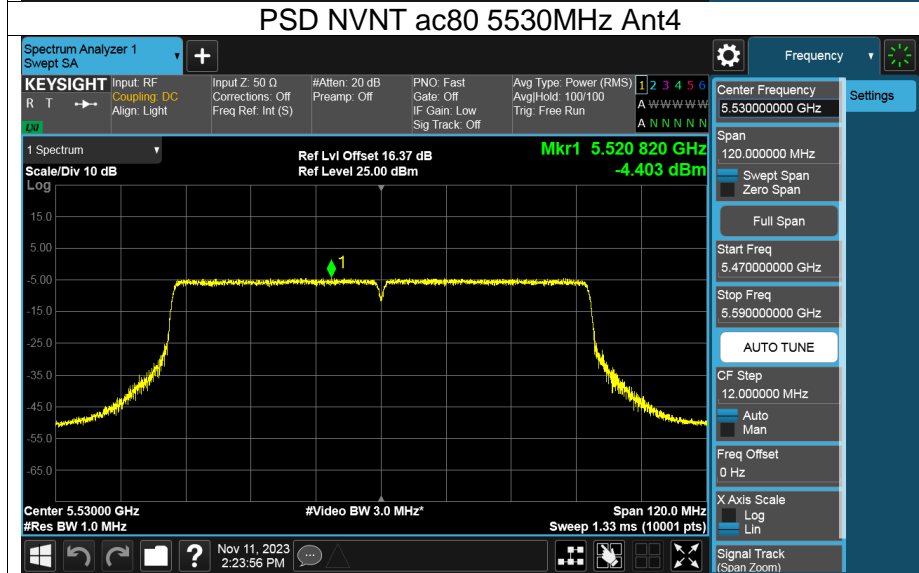 PSD NVNT ac80 5530MHz Ant4
Spectrum Analyzer 1
Swept SA
+
Frequency
KEYSIGHT
R T
LXI
Input: RF
Coupling: DC
Align: Light
Input Z: 50 Ω
Corrections: Off
Freq Ref: Int (S)
#Atten: 20 dB
Preamp: Off
PNO: Fast
Gate: Off
IF Gain: Low
Sig Track: Off
Avg Type: Power (RMS)
Avg|Hold: 100/100
Trig: Free Run
1 2 3 4 5 6
A W W W W W
A N N N N N
Center Frequency
5.530000000 GHz
Settings
Span
120.000000 MHz
Swept Span
Zero Span
Full Span
Start Freq
5.470000000 GHz
Stop Freq
5.590000000 GHz
AUTO TUNE
CF Step
12.000000 MHz
Auto
Man
Freq Offset
0 Hz
X Axis Scale
Log
Lin
Signal Track
(Span Zoom)
1 Spectrum
Scale/Div 10 dB
Log
Ref Lvl Offset 16.37 dB
Ref Level 25.00 dBm
Mkr1 5.520 820 GHz
-4.403 dBm
15.0
5.00
1
-5.00
-15.0
-25.0
-35.0
-45.0
-55.0
-65.0
Center 5.53000 GHz
#Res BW 1.0 MHz
#Video BW 3.0 MHz*
Span 120.0 MHz
Sweep 1.33 ms (10001 pts)
?
Nov 11, 2023
2:23:56 PM